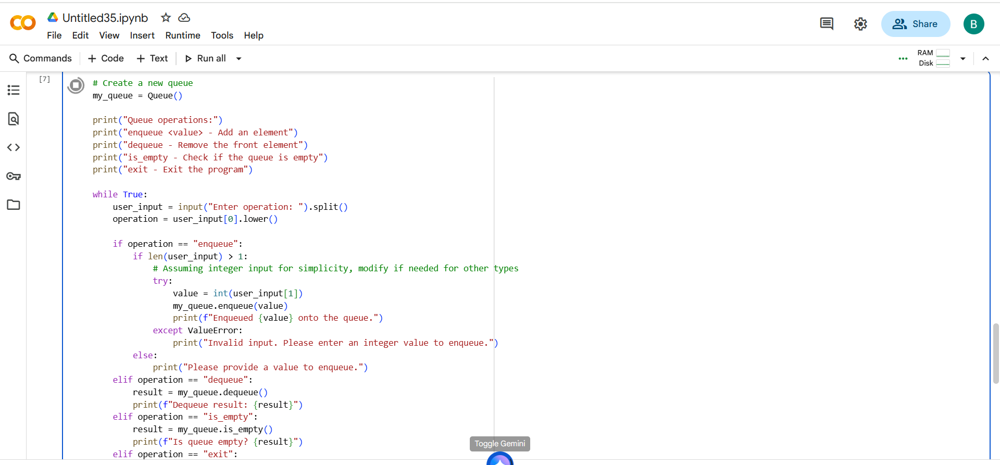 Untitled35.ipynb
File Edit View Insert Runtime Tools Help
Share
B
Commands + Code + Text Run all
RAM
Disk
[7]
# Create a new queue
my_queue = Queue()
print("Queue operations:")
print("enqueue <value> - Add an element")
print("dequeue - Remove the front element")
print("is_empty - Check if the queue is empty")
print("exit - Exit the program")
while True:
    user_input = input("Enter operation: ").split()
    operation = user_input[0].lower()
    if operation == "enqueue":
        if len(user_input) > 1:
            # Assuming integer input for simplicity, modify if needed for other types
            try:
                value = int(user_input[1])
                my_queue.enqueue(value)
                print(f"Enqueued {value} onto the queue.")
            except ValueError:
                print("Invalid input. Please enter an integer value to enqueue.")
        else:
            print("Please provide a value to enqueue.")
    elif operation == "dequeue":
        result = my_queue.dequeue()
        print(f"Dequeue result: {result}")
    elif operation == "is_empty":
        result = my_queue.is_empty()
        print(f"Is queue empty? {result}")
    elif operation == "exit":
Toggle Gemini